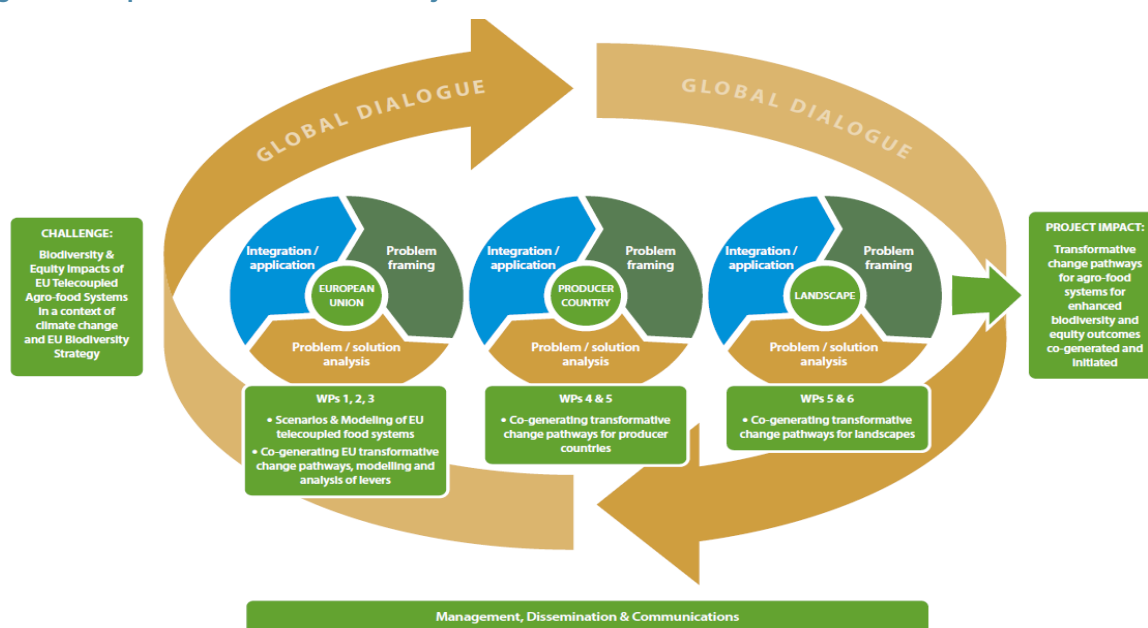 GLOBAL DIALOGUE
GLOBAL DIALOGUE
CHALLENGE:
Biodiversity &
Equity Impacts of
EU Telecoupled
Agro-food Systems
in a context of
climate change
and EU Biodiversity
Strategy
Integration /
application
Problem
framing
EUROPEAN
UNION
Problem / solution
analysis
Integration /
application
Problem
framing
PRODUCER
COUNTRY
Problem / solution
analysis
Integration /
application
Problem
framing
LANDSCAPE
Problem / solution
analysis
PROJECT IMPACT:
Transformative
change pathways
for agro-food
systems for
enhanced
biodiversity and
equity outcomes
co-generated and
initiated
WPs 1, 2, 3
• Scenarios & Modeling of EU
telecoupled food systems
• Co-generating EU transformative
change pathways, modelling and
analysis of levers
WPs 4 & 5
• Co-generating transformative
change pathways for producer
countries
WPs 5 & 6
• Co-generating transformative
change pathways for landscapes
Management, Dissemination & Communications